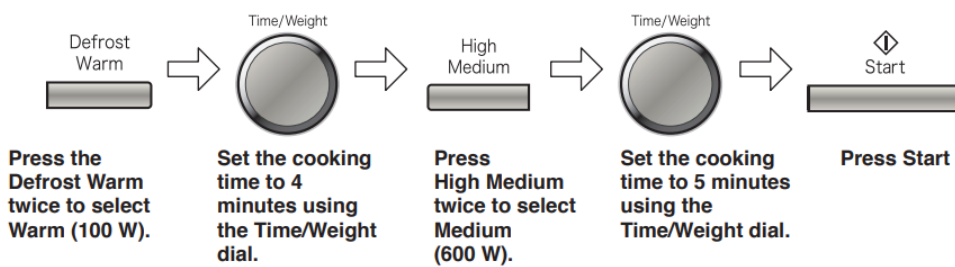 Defrost
Warm
Time/Weight
High
Medium
Time/Weight
Start
Press the
Defrost Warm
twice to select
Warm (100 W).
Set the cooking
time to 4
minutes using
the Time/Weight
dial.
Press
High Medium
twice to select
Medium
(600 W).
Set the cooking
time to 5 minutes
using the
Time/Weight dial.
Press Start